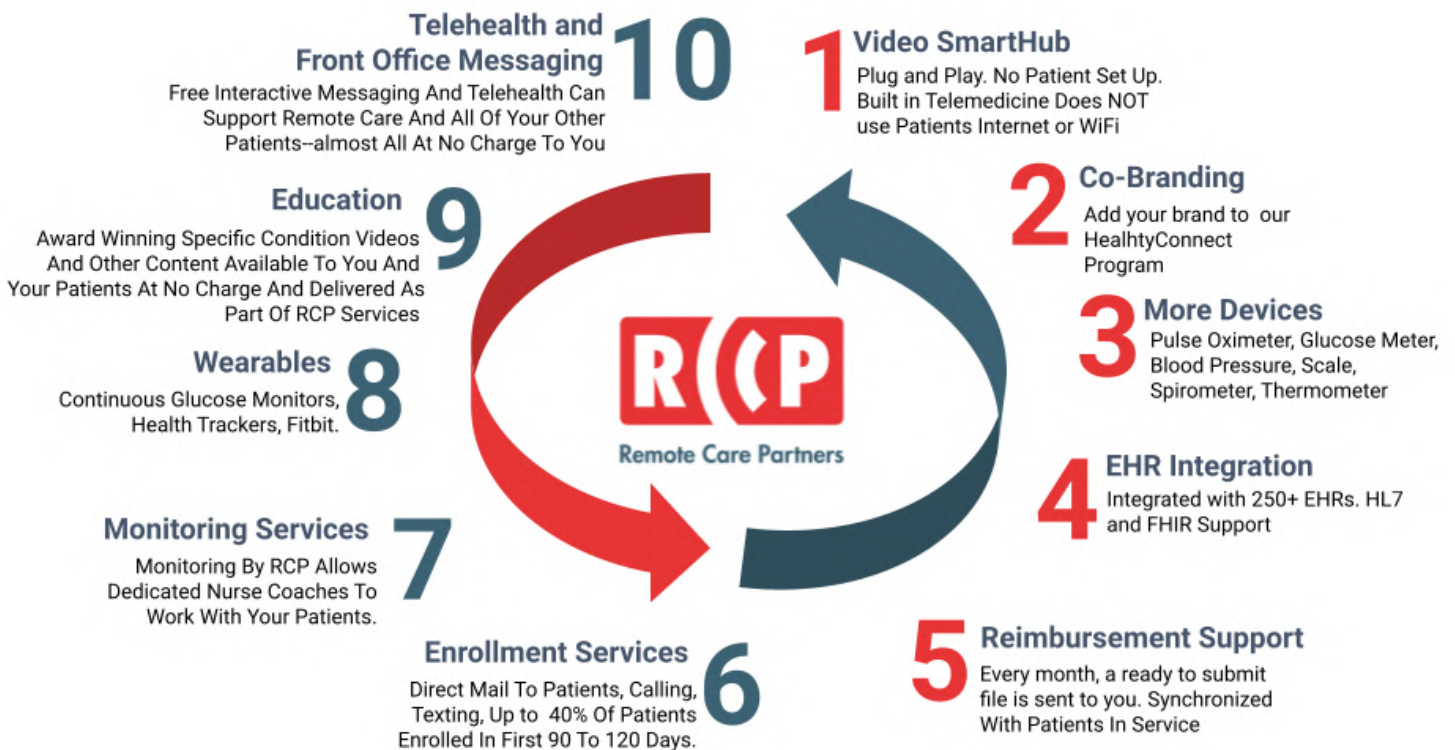 1
Video SmartHub
Plug and Play. No Patient Set Up.
Built in Telemedicine Does NOT
use Patients Internet or WiFi
2
Co-Branding
Add your brand to our
HealhtyConnect
Program
3
More Devices
Pulse Oximeter, Glucose Meter,
Blood Pressure, Scale,
Spirometer, Thermometer
4
EHR Integration
Integrated with 250+ EHRs. HL7
and FHIR Support
5
Reimbursement Support
Every month, a ready to submit
file is sent to you. Synchronized
With Patients In Service
6
Enrollment Services
Direct Mail To Patients, Calling,
Texting, Up to 40% Of Patients
Enrolled In First 90 To 120 Days.
7
Monitoring Services
Monitoring By RCP Allows
Dedicated Nurse Coaches To
Work With Your Patients.
8
Wearables
Continuous Glucose Monitors,
Health Trackers, Fitbit.
9
Education
Award Winning Specific Condition Videos
And Other Content Available To You And
Your Patients At No Charge And Delivered As
Part Of RCP Services
10
Telehealth and
Front Office Messaging
Free Interactive Messaging And Telehealth Can
Support Remote Care And All Of Your Other
Patients--almost All At No Charge To You
RCP
Remote Care Partners